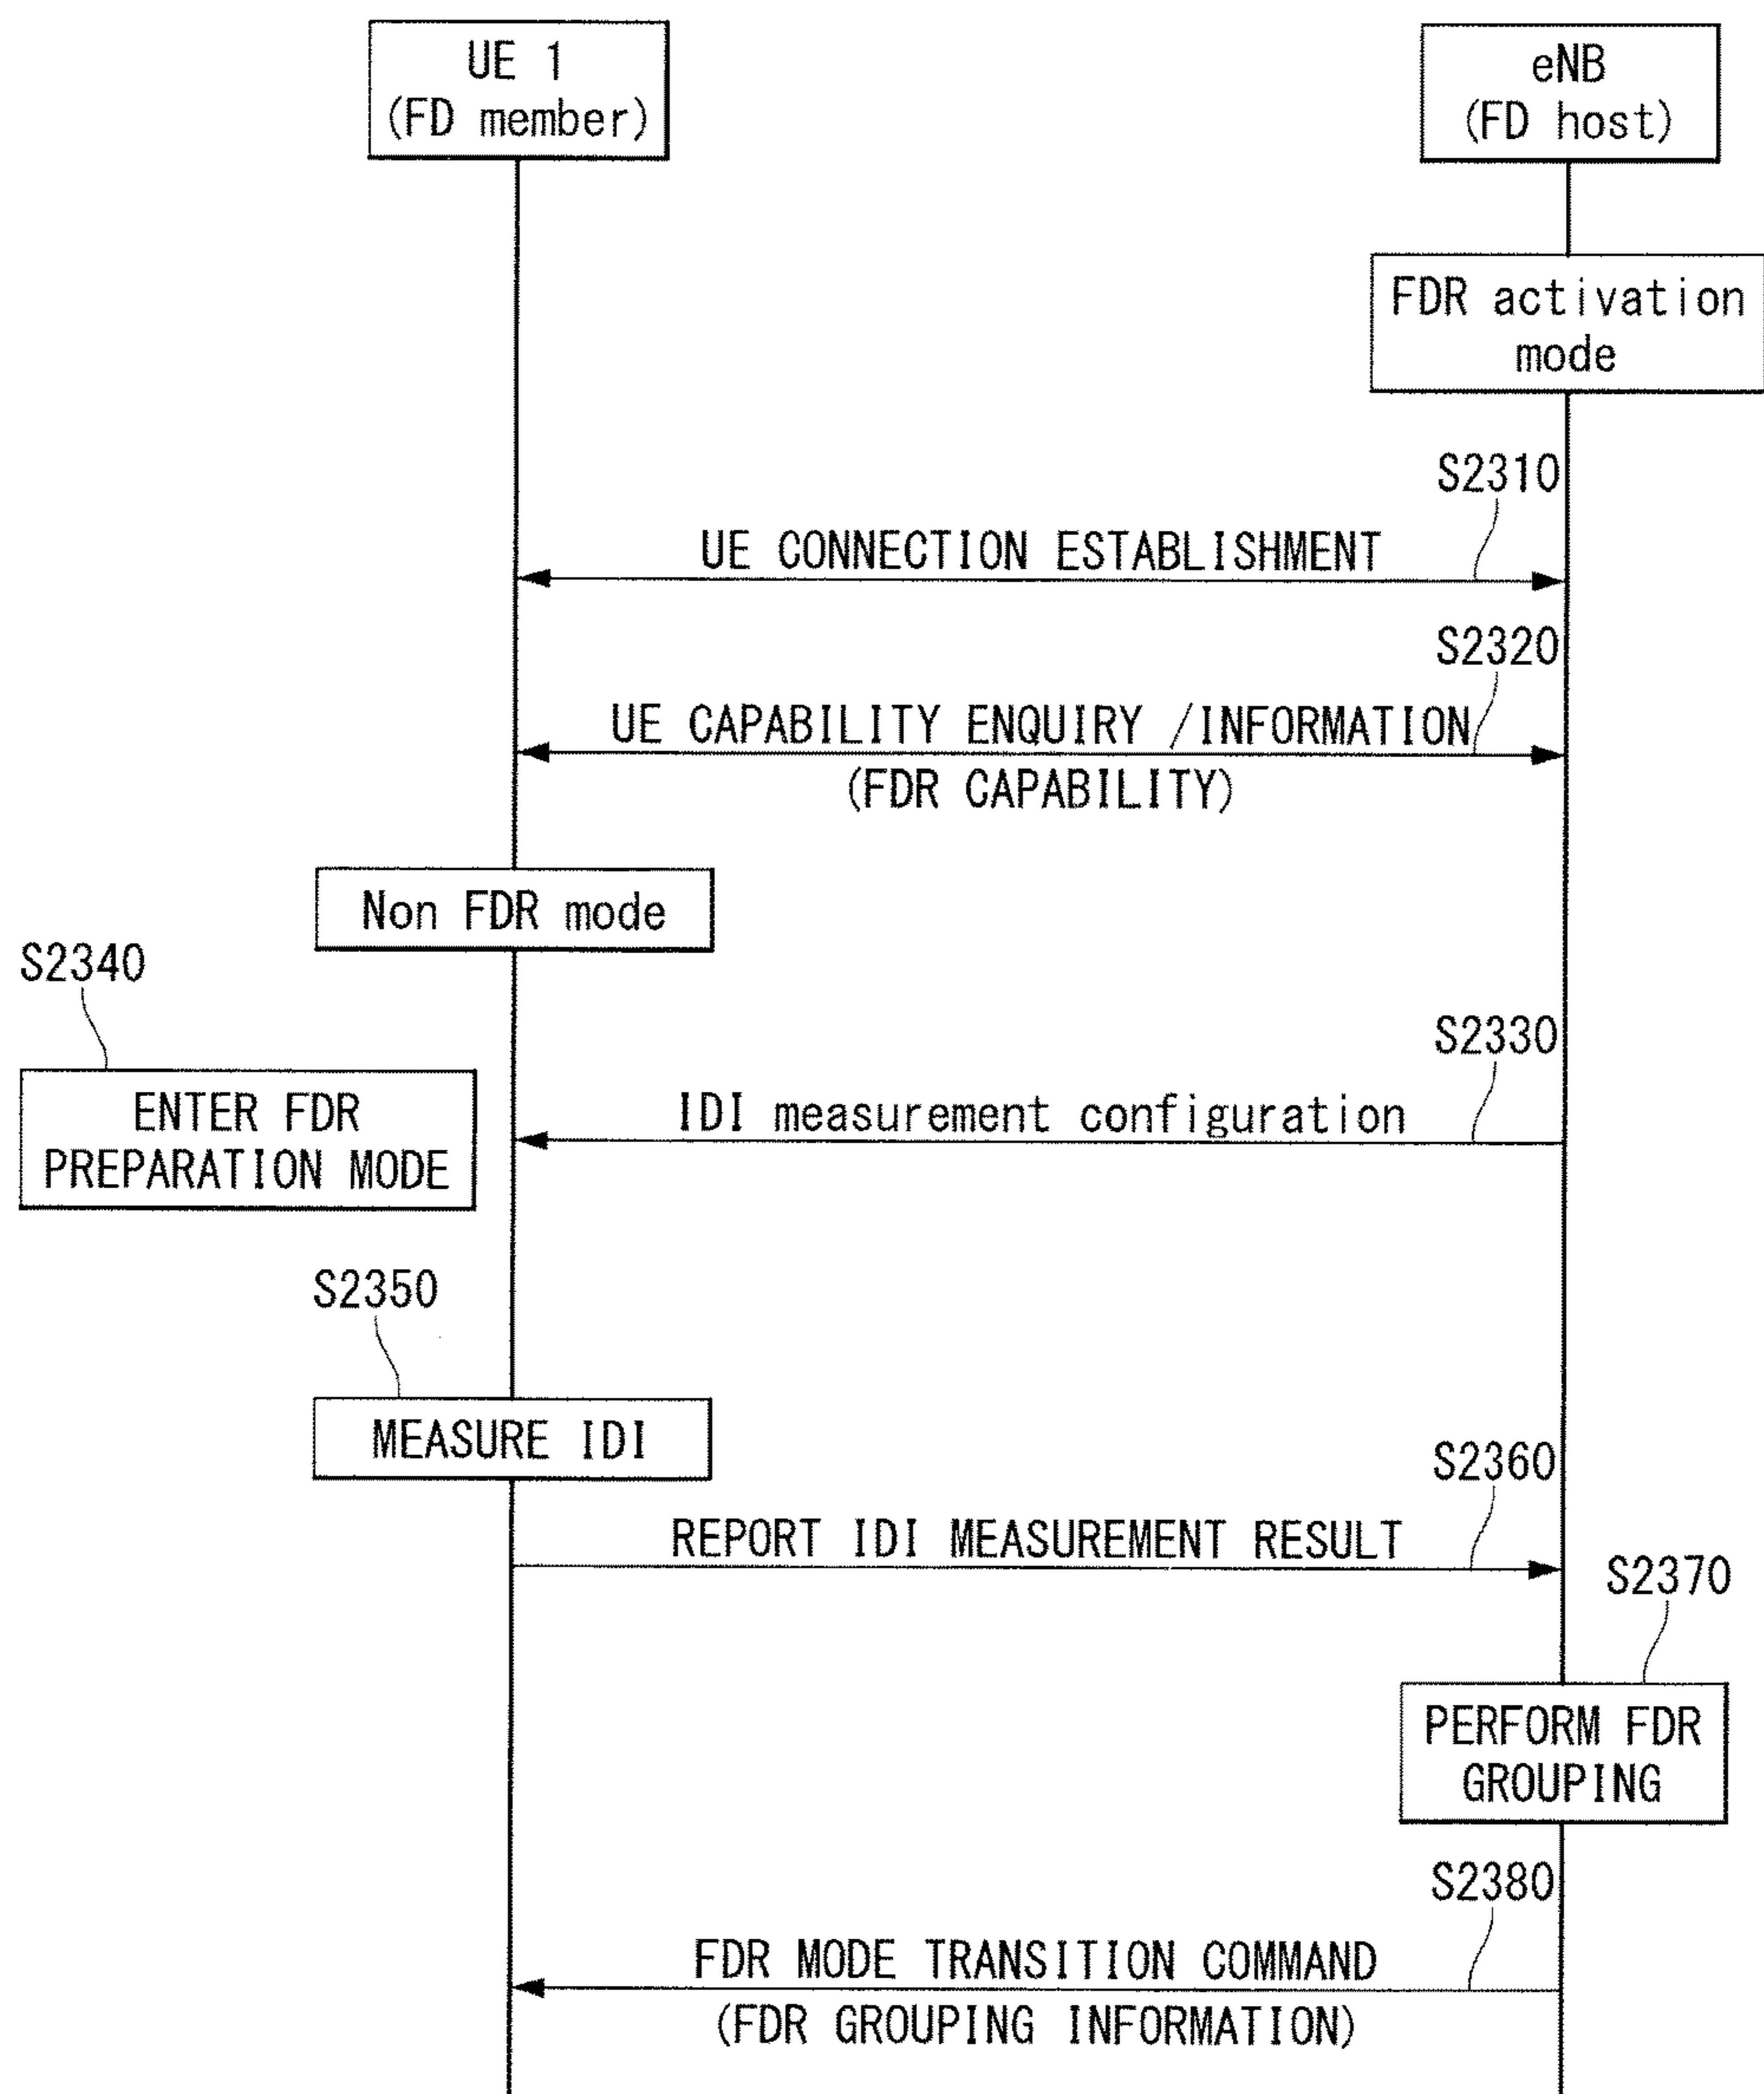 UE 1
(FD member)
eNB
(FD host)
FDR activation
mode
S2310
UE CONNECTION ESTABLISHMENT
S2320
UE CAPABILITY ENQUIRY /INFORMATION
(FDR CAPABILITY)
Non FDR mode
S2340
S2330
ENTER FDR
PREPARATION MODE
IDI measurement configuration
S2350
MEASURE IDI
S2360
REPORT IDI MEASUREMENT RESULT
S2370
PERFORM FDR
GROUPING
S2380
FDR MODE TRANSITION COMMAND
(FDR GROUPING INFORMATION)